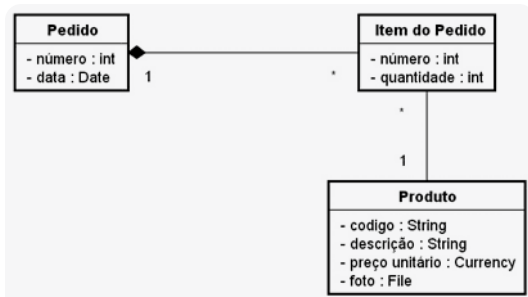 Pedido
- número : int
- data : Date
1
*
Item do Pedido
- número : int
- quantidade : int
*
1
Produto
- codigo : String
- descrição : String
- preço unitário : Currency
- foto : File